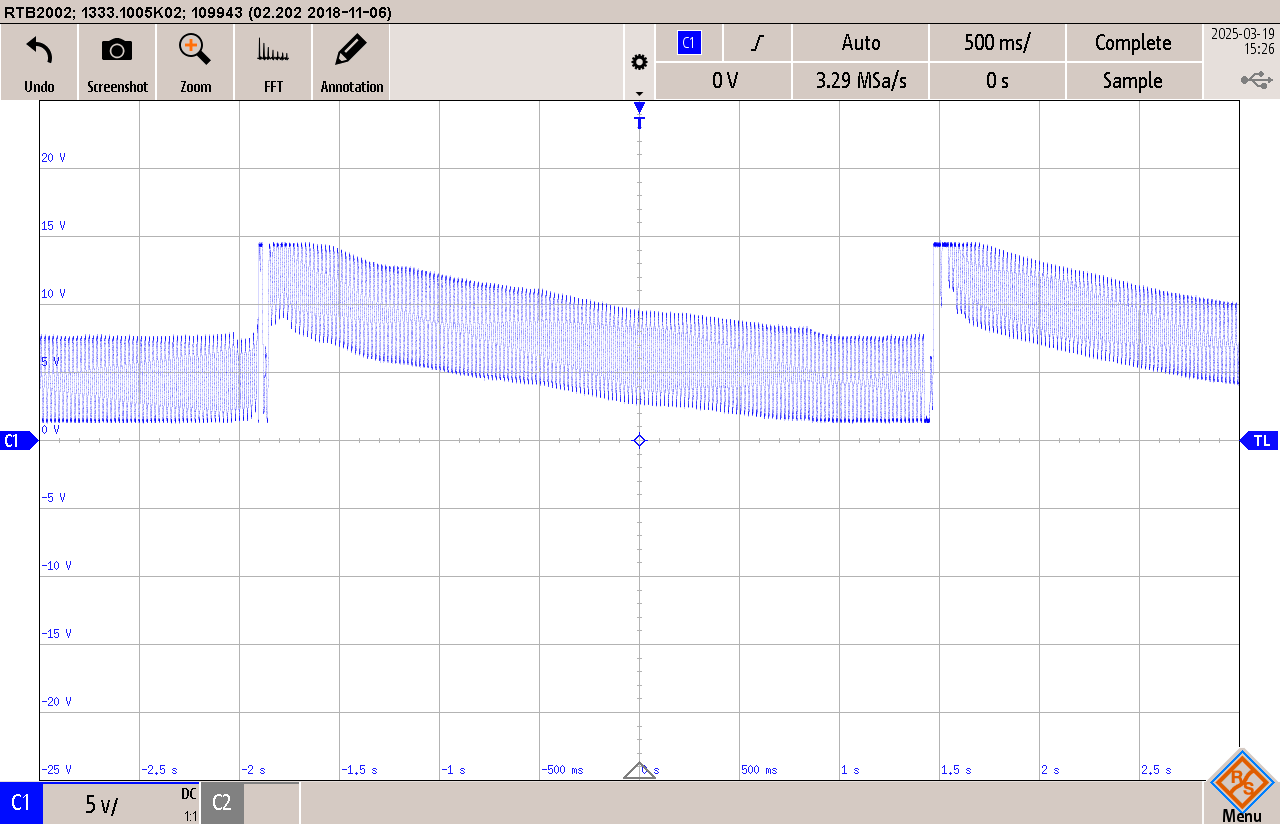 RTB2002; 1333.1005K02; 109943 (02.202 2018-11-06)
Undo
Screenshot
Zoom
FFT
Annotation
C1
Auto
500 ms/
Complete
0 V
3.29 MSa/s
0 s
Sample
2025-03-19
15:26
T
20 V
15 V
10 V
5 V
0 V
C1
TL
-5 V
-10 V
-15 V
-20 V
-25 V
-2.5 s
-2 s
-1.5 s
-1 s
-500 ms
0 s
500 ms
1 s
1.5 s
2 s
2.5 s
C1
5 V/
DC
1:1
C2
R S
Menu